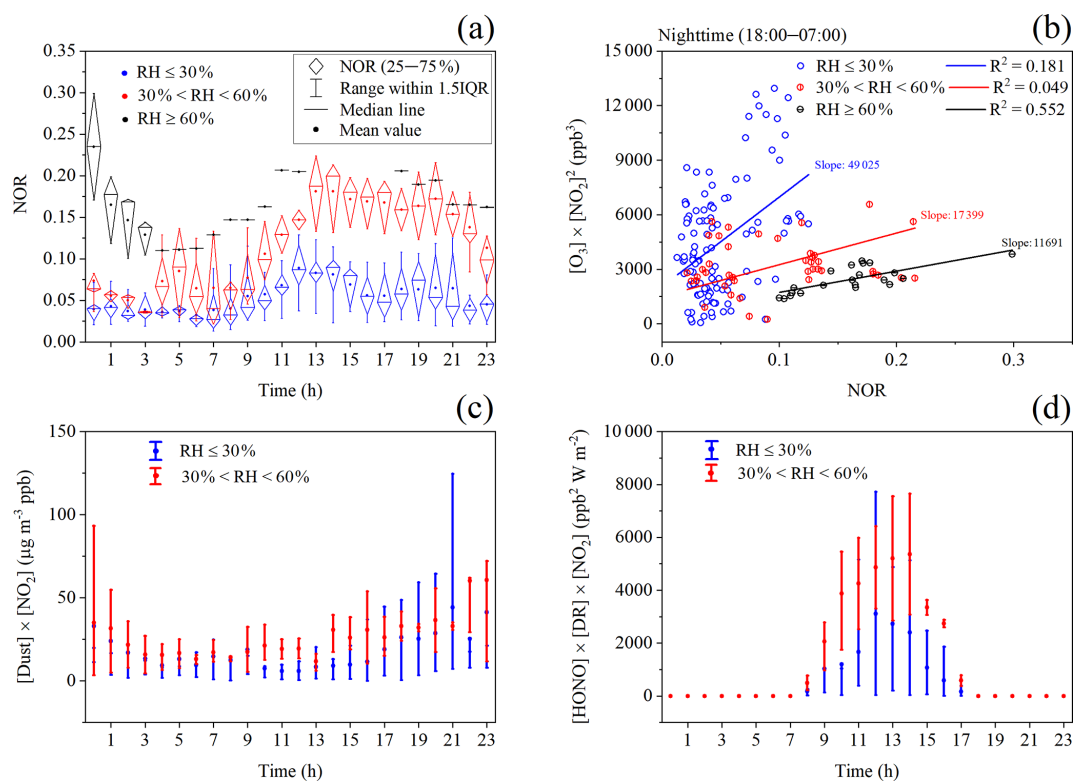 (a)
0.35
0.30
0.25
0.20
0.15
0.10
0.05
0.00
NOR
RH ≤ 30%
30% < RH < 60%
RH ≥ 60%
NOR (25—75%)
Range within 1.5IQR
Median line
Mean value
1 3 5 7 9 11 13 15 17 19 21 23
Time (h)
(b)
Nighttime (18:00—07:00)
15 000
12 000
9000
6000
3000
0
[O₃] × [NO₂]² (ppb³)
RH ≤ 30%
30% < RH < 60%
RH ≥ 60%
R² = 0.181
R² = 0.049
R² = 0.552
Slope: 49 025
Slope: 17 399
Slope: 11691
0.0 0.1 0.2 0.3
NOR
(c)
150
100
50
0
[Dust] × [NO₂] (µg m⁻³ ppb)
RH ≤ 30%
30% < RH < 60%
1 3 5 7 9 11 13 15 17 19 21 23
Time (h)
(d)
10 000
8000
6000
4000
2000
0
[HONO] × [DR] × [NO₂] (ppb² W m⁻²)
RH ≤ 30%
30% < RH < 60%
1 3 5 7 9 11 13 15 17 19 21 23
Time (h)